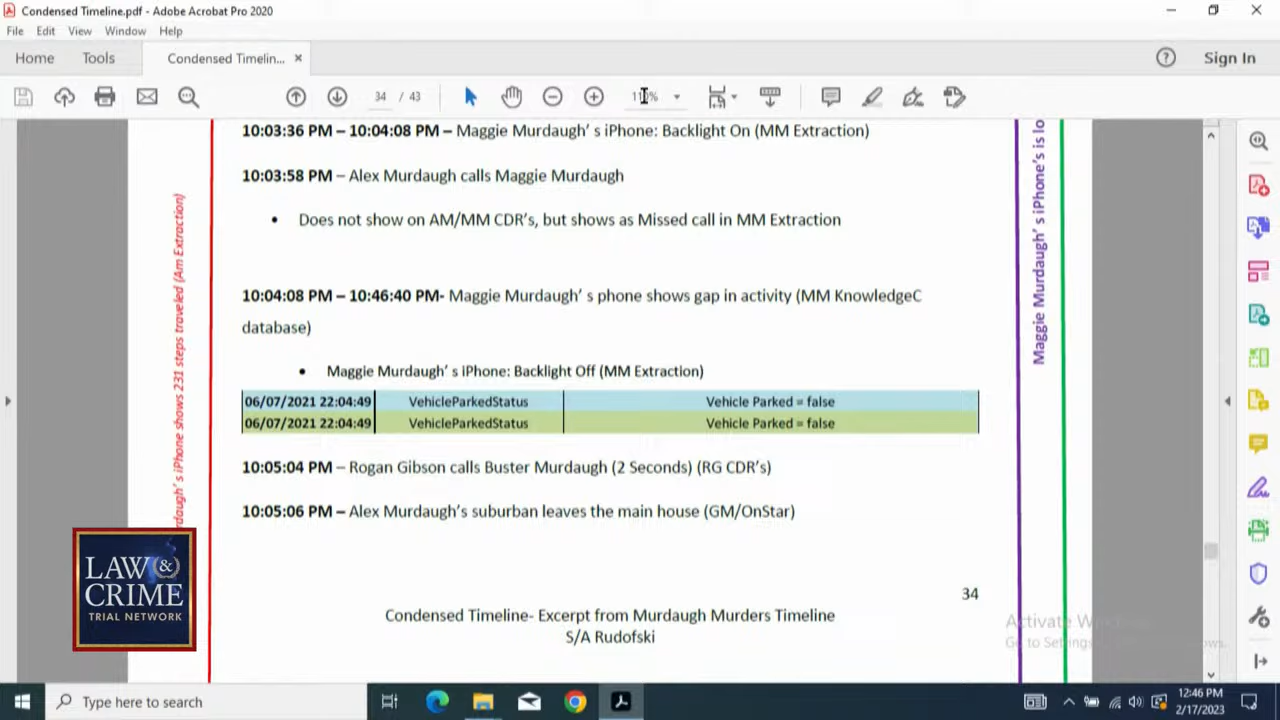 Condensed Timeline.pdf - Adobe Acrobat Pro 2020
File Edit View Window Help
Home Tools Condensed Timelin... Sign In
34 / 43
10:03:36 PM – 10:04:08 PM – Maggie Murdaugh' s iPhone: Backlight On (MM Extraction)
10:03:58 PM – Alex Murdaugh calls Maggie Murdaugh
• Does not show on AM/MM CDR's, but shows as Missed call in MM Extraction
10:04:08 PM – 10:46:40 PM- Maggie Murdaugh' s phone shows gap in activity (MM KnowledgeC
database)
• Maggie Murdaugh' s iPhone: Backlight Off (MM Extraction)
06/07/2021 22:04:49 VehicleParkedStatus Vehicle Parked = false
06/07/2021 22:04:49 VehicleParkedStatus Vehicle Parked = false
10:05:04 PM – Rogan Gibson calls Buster Murdaugh (2 Seconds) (RG CDR's)
10:05:06 PM – Alex Murdaugh's suburban leaves the main house (GM/OnStar)
34
Condensed Timeline- Excerpt from Murdaugh Murders Timeline
S/A Rudofski
rdaugh' s iPhone shows 231 steps traveled (Am Extraction)
Maggie Murdaugh' s iPhone's is lo
LAW &
CRIME
TRIAL NETWORK
Activate
Go to
Type here to search
12:46 PM
2/17/2023